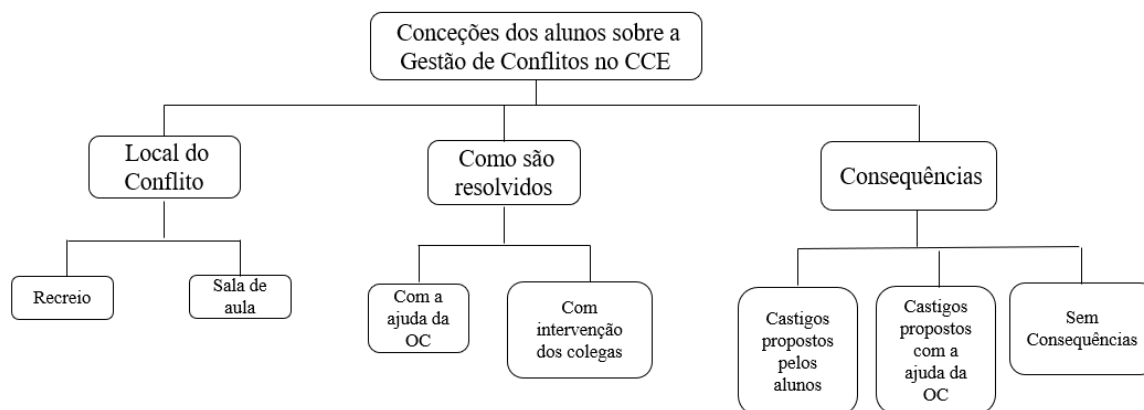 Conceções dos alunos sobre a
Gestão de Conflitos no CCE
Local do
Conflito
Como são
resolvidos
Consequências
Recreio
Sala de
aula
Com a
ajuda da
OC
Com
intervenção
dos colegas
Castigos
propostos
pelos
alunos
Castigos
propostos
com a
ajuda da
OC
Sem
Consequências